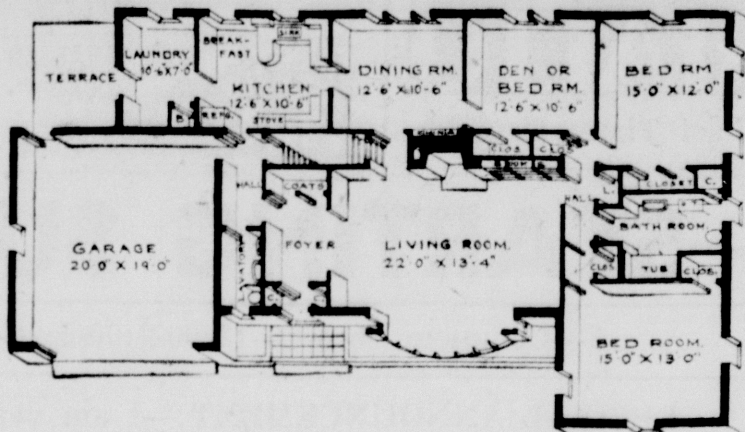 LAUNDRY
10'-6"X7'-0"
BREAK-
FAST
SINK
TERRACE
KITCHEN
12'-6"X10'-6"
STOVE
REFG.
B.
DINING RM.
12'-6"X10'-6"
DEN OR
BED RM.
12'-6"X10'-6"
BED RM
15'-0"X12'-0"
CLOS.
CLOS.
HALL
COATS
L.
CLOSET
C.
HALL
BATH ROOM
GARAGE
20'-0"X19'-0"
LAVATORY
FOYER
LIVING ROOM.
22'-0"X13'-4"
CLOS
TUB
CLOS.
C.
BED ROOM.
15'-0"X13'-0"